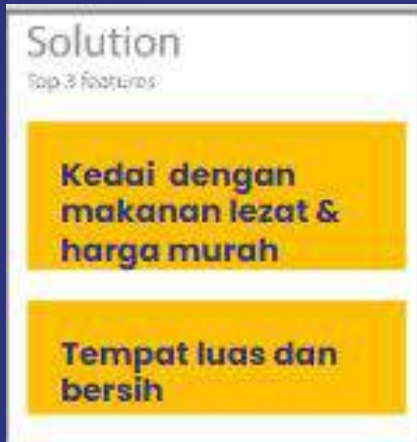 Solution
Top 3 features
Kedai dengan
makanan lezat &
harga murah
Tempat luas dan
bersih